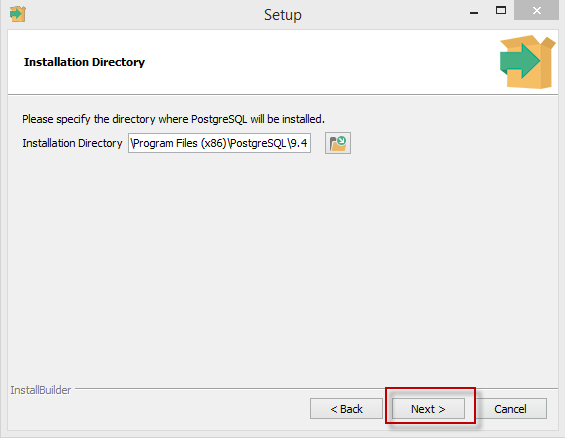 Setup
Installation Directory
Please specify the directory where PostgreSQL will be installed.
Installation Directory \Program Files (x86)\PostgreSQL\9.4
InstallBuilder
< Back Next > Cancel